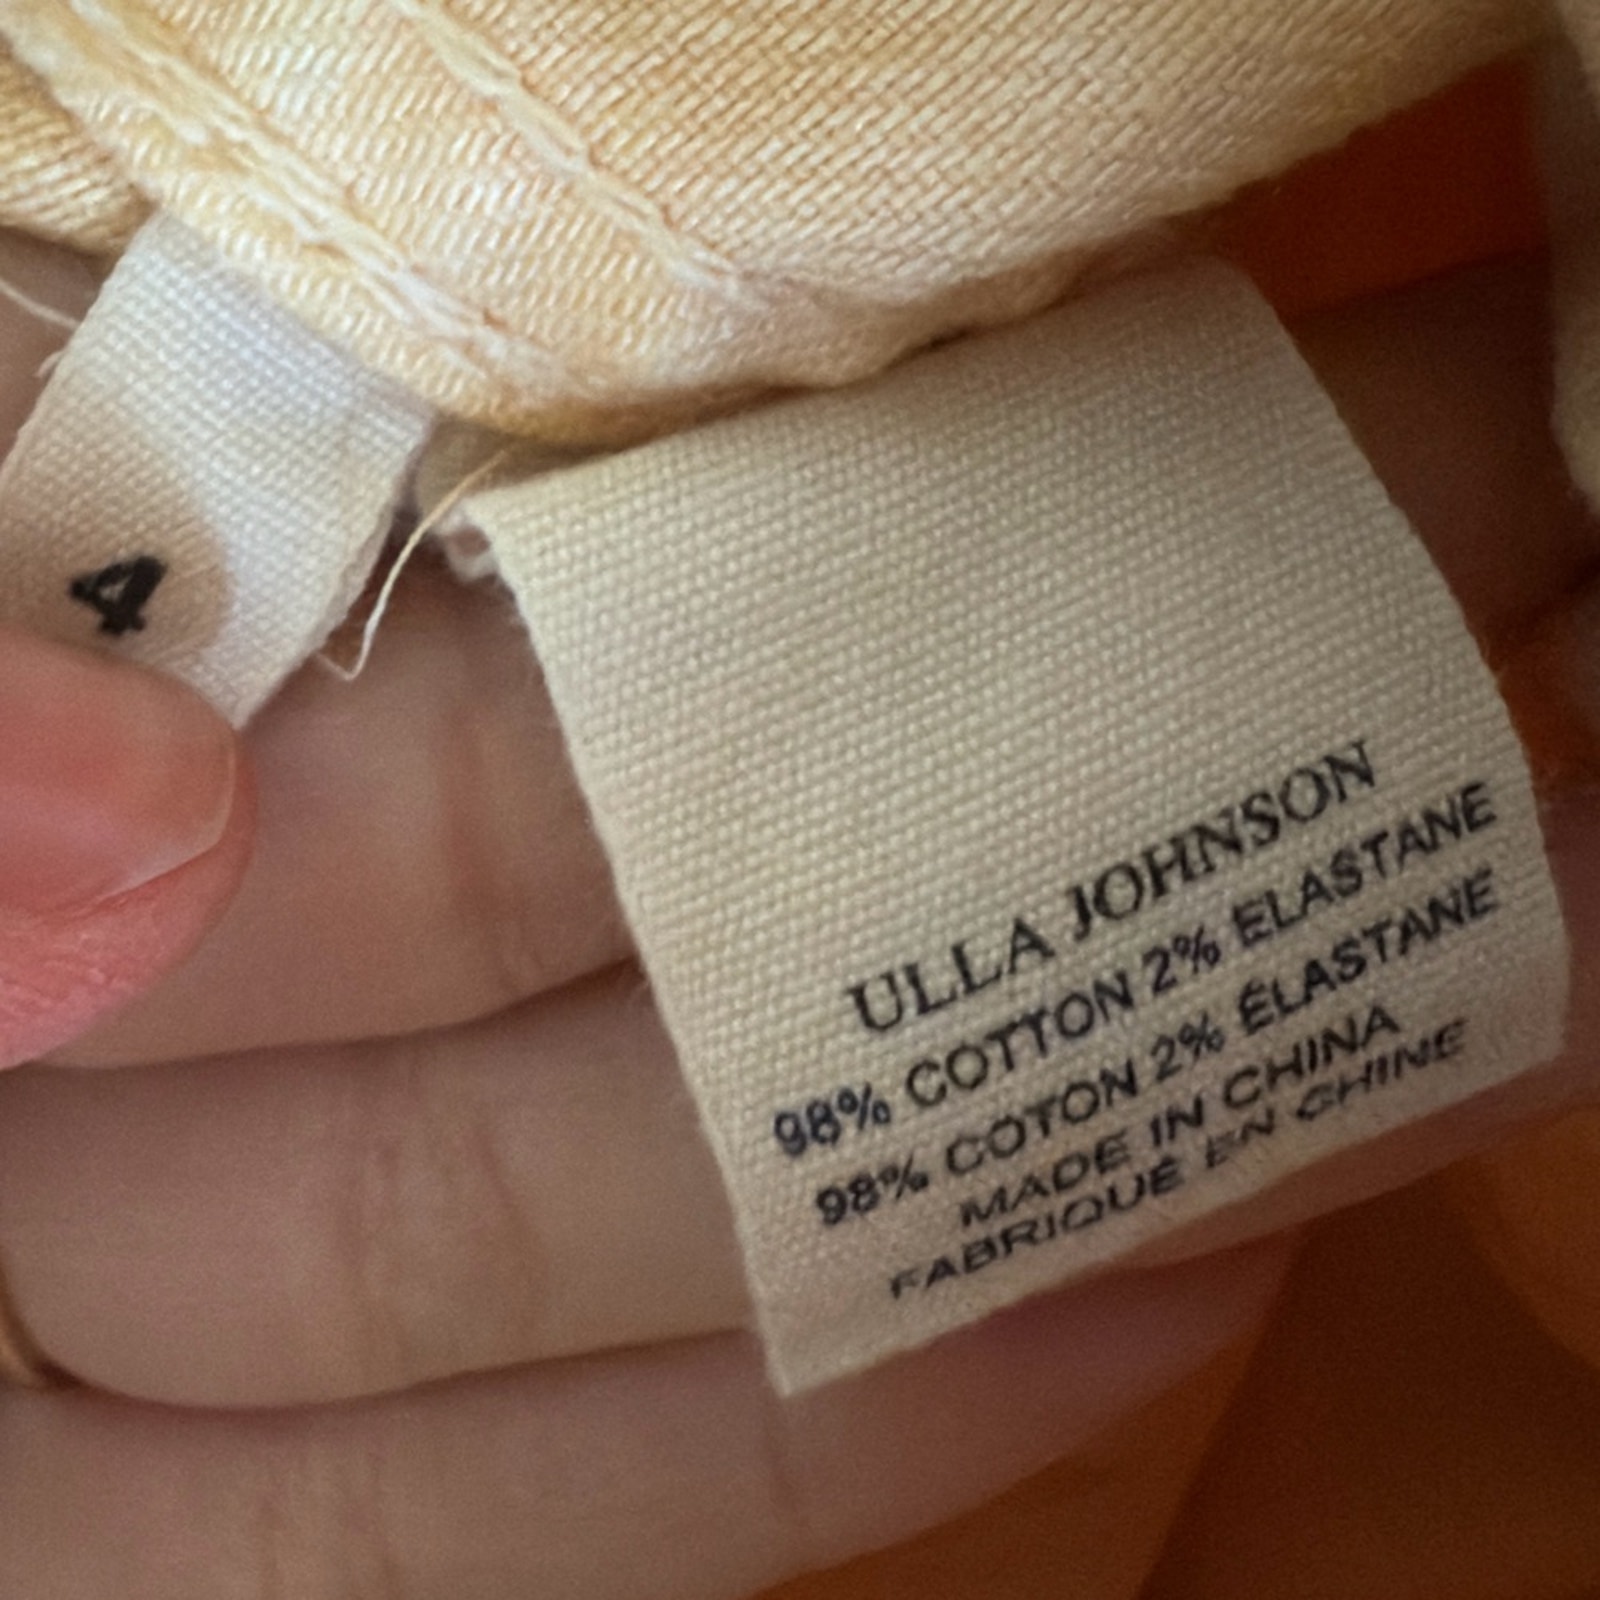 4
ULLA JOHNSON
98% COTTON 2% ELASTANE
98% COTON 2% ÉLASTANE
MADE IN CHINA
FABRIQUÉ EN CHINE